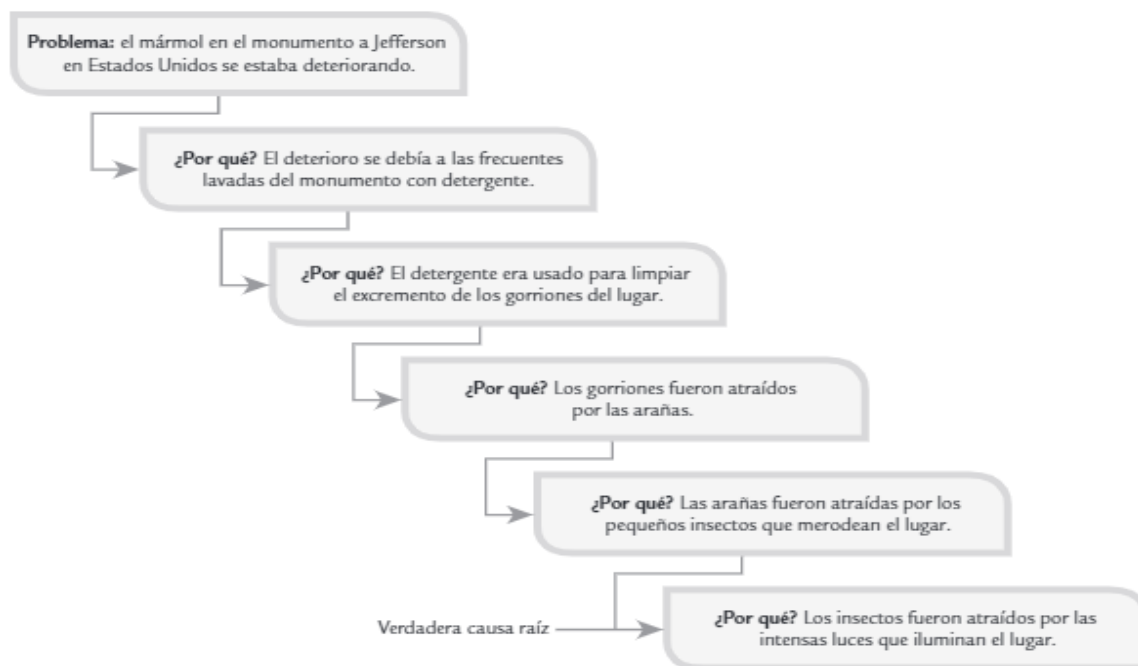 Problema: el mármol en el monumento a Jefferson
en Estados Unidos se estaba deteriorando.
¿Por qué? El deterioro se debía a las frecuentes
lavadas del monumento con detergente.
¿Por qué? El detergente era usado para limpiar
el excremento de los gorriones del lugar.
¿Por qué? Los gorriones fueron atraídos
por las arañas.
¿Por qué? Las arañas fueron atraídas por los
pequeños insectos que merodean el lugar.
Verdadera causa raíz
¿Por qué? Los insectos fueron atraídos por las
intensas luces que iluminan el lugar.